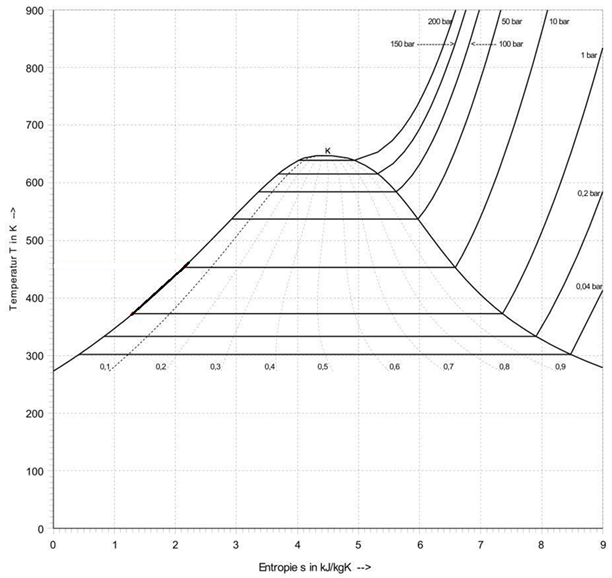 900
200 bar
50 bar
10 bar
150 bar
100 bar
1 bar
800
700
K
600
0,2 bar
500
0,04 bar
400
300
0,1
0,2
0,3
0,4
0,5
0,6
0,7
0,8
0,9
200
100
0
Temperatur T in K -->
0 1 2 3 4 5 6 7 8 9
Entropie s in kJ/kgK -->